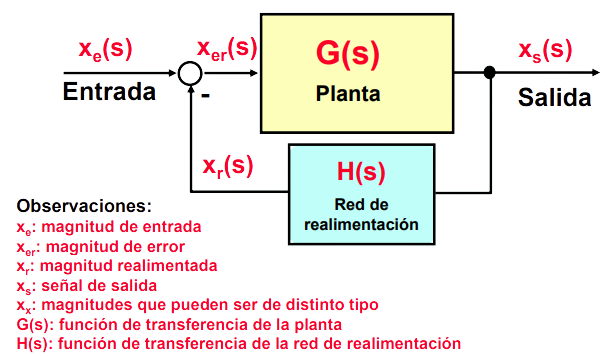 xₑ(s)
Entrada
xₑᵣ(s)
G(s)
Planta
xₛ(s)
Salida
-
xᵣ(s)
H(s)
Red de
realimentación
Observaciones:
xₑ: magnitud de entrada
xₑᵣ: magnitud de error
xᵣ: magnitud realimentada
xₛ: señal de salida
xₓ: magnitudes que pueden ser de distinto tipo
G(s): función de transferencia de la planta
H(s): función de transferencia de la red de realimentación